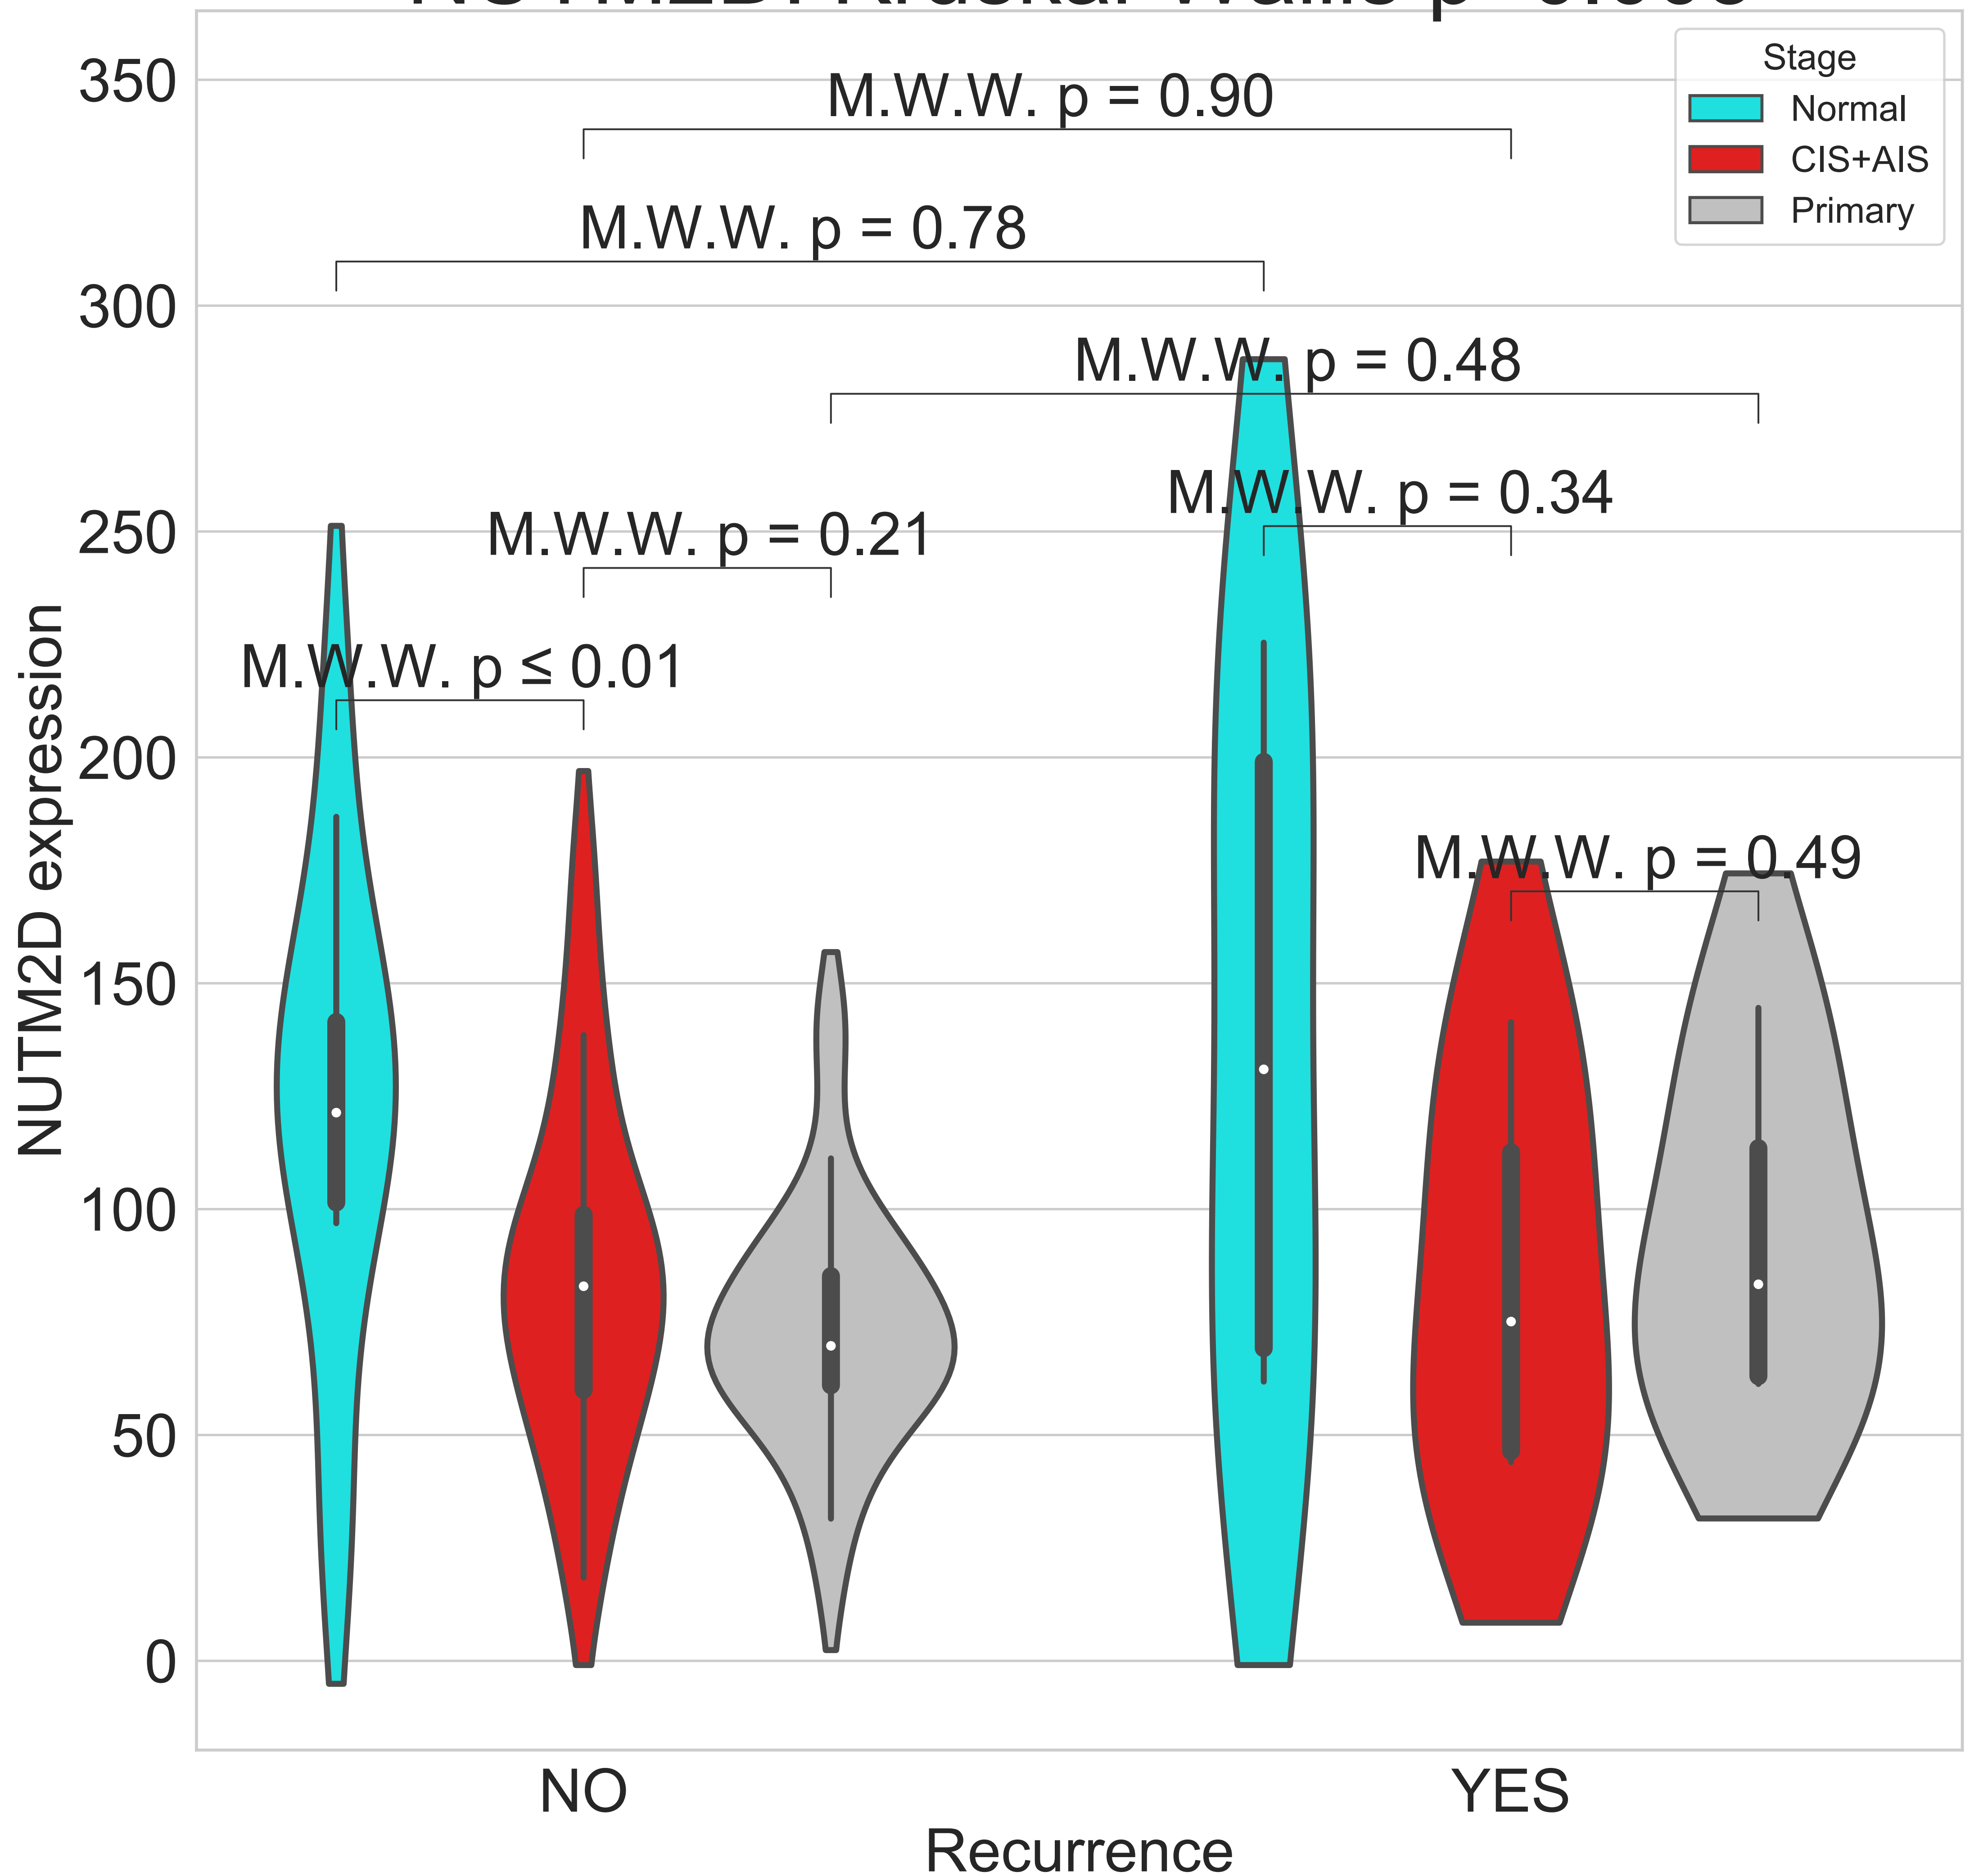 Stage
Normal
CIS+AIS
Primary
350
300
250
200
150
100
50
0
NUTM2D expression
M.W.W. p = 0.90
M.W.W. p = 0.78
M.W.W. p = 0.48
M.W.W. p = 0.34
M.W.W. p = 0.21
M.W.W. p ≤ 0.01
M.W.W. p = 0.49
NO
YES
Recurrence